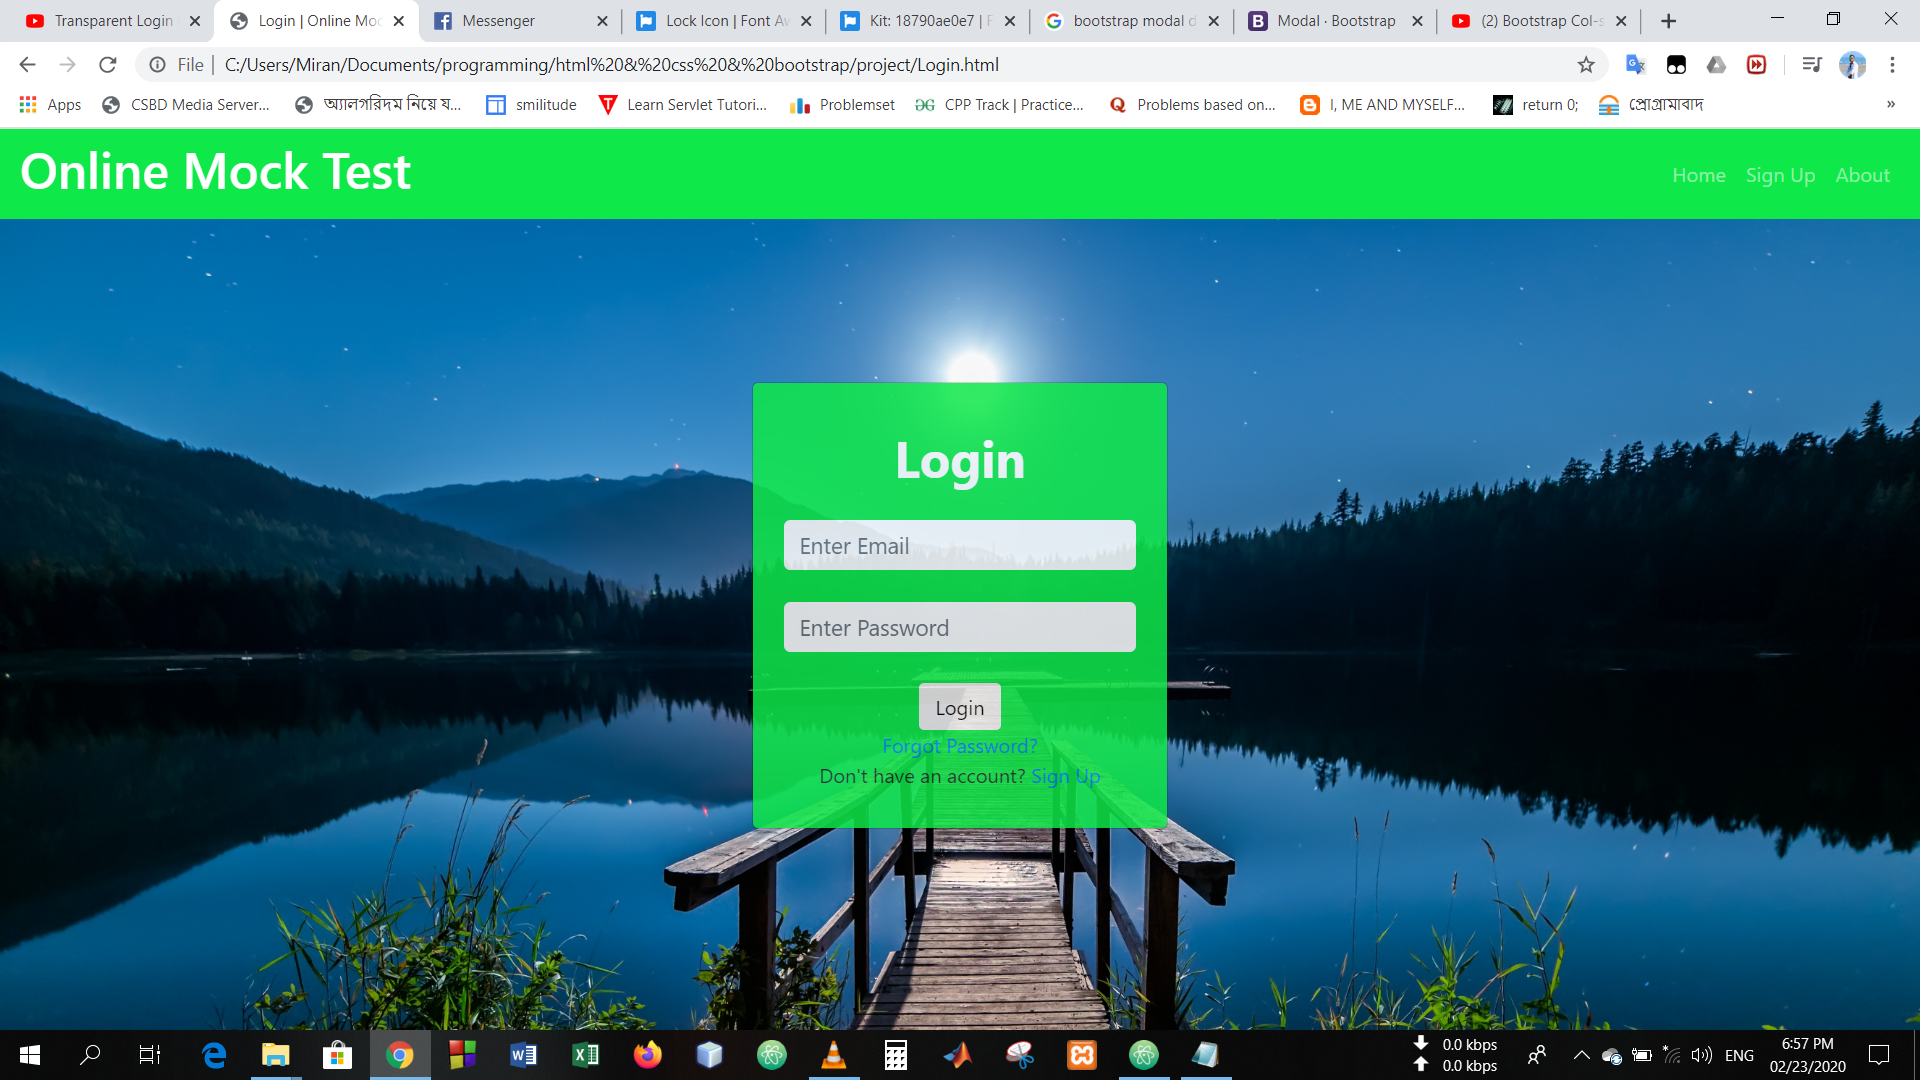 Transparent Login
Login | Online Moc
Messenger
Lock Icon | Font Aw
Kit: 18790ae0e7 | F
bootstrap modal d
Modal · Bootstrap
(2) Bootstrap Col-s
File | C:/Users/Miran/Documents/programming/html%20&%20css%20&%20bootstrap/project/Login.html
Apps
CSBD Media Server...
অ্যালগরিদম নিয়ে য...
smilitude
Learn Servlet Tutori...
Problemset
CPP Track | Practice...
Problems based on...
I, ME AND MYSELF...
return 0;
প্রোগ্রামাবাদ
»
Online Mock Test
Home Sign Up About
Login
Enter Email
Enter Password
Login
Forgot Password?
Don't have an account? Sign Up
0.0 kbps
0.0 kbps
ENG
6:57 PM
02/23/2020